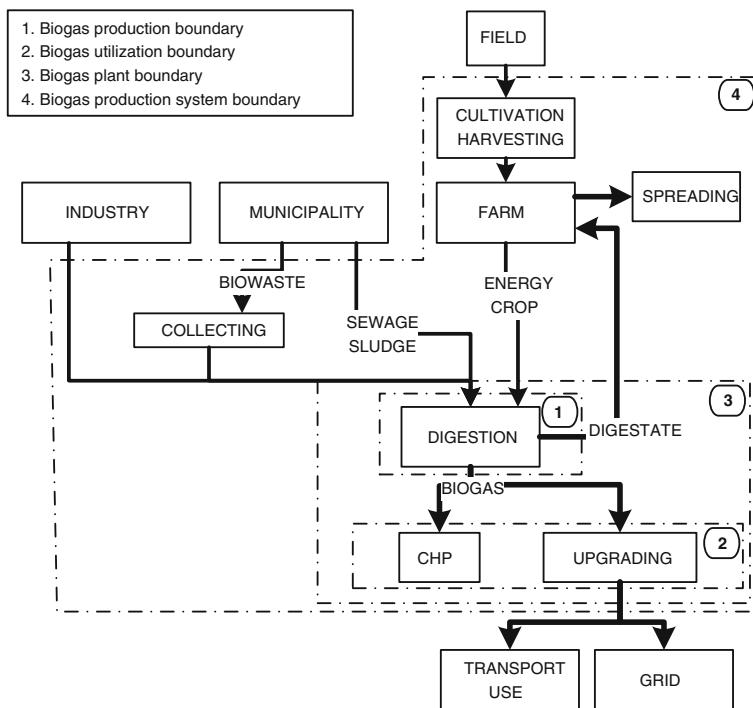 1. Biogas production boundary
2. Biogas utilization boundary
3. Biogas plant boundary
4. Biogas production system boundary
FIELD
4
CULTIVATION
HARVESTING
INDUSTRY
MUNICIPALITY
FARM
SPREADING
BIOWASTE
ENERGY
CROP
COLLECTING
SEWAGE
SLUDGE
3
1
DIGESTION
DIGESTATE
BIOGAS
2
CHP
UPGRADING
TRANSPORT
USE
GRID